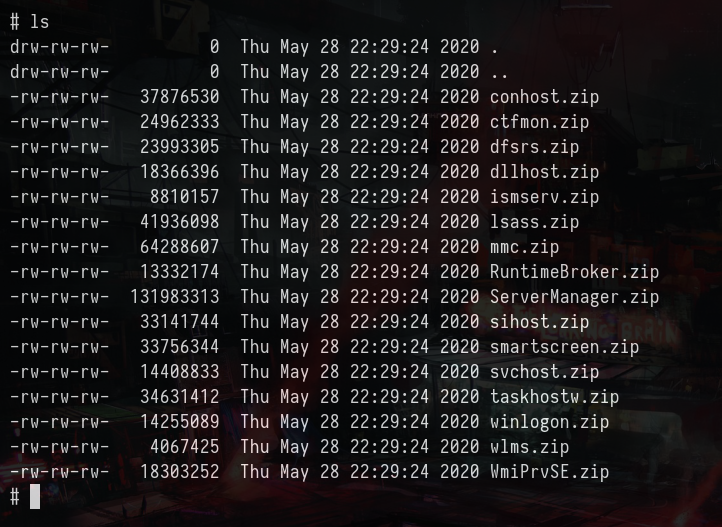 # ls
drw-rw-rw-          0  Thu May 28 22:29:24 2020 .
drw-rw-rw-          0  Thu May 28 22:29:24 2020 ..
-rw-rw-rw-   37876530  Thu May 28 22:29:24 2020 conhost.zip
-rw-rw-rw-   24962333  Thu May 28 22:29:24 2020 ctfmon.zip
-rw-rw-rw-   23993305  Thu May 28 22:29:24 2020 dfsrs.zip
-rw-rw-rw-   18366396  Thu May 28 22:29:24 2020 dllhost.zip
-rw-rw-rw-    8810157  Thu May 28 22:29:24 2020 ismserv.zip
-rw-rw-rw-   41936098  Thu May 28 22:29:24 2020 lsass.zip
-rw-rw-rw-   64288607  Thu May 28 22:29:24 2020 mmc.zip
-rw-rw-rw-   13332174  Thu May 28 22:29:24 2020 RuntimeBroker.zip
-rw-rw-rw-  131983313  Thu May 28 22:29:24 2020 ServerManager.zip
-rw-rw-rw-   33141744  Thu May 28 22:29:24 2020 sihost.zip
-rw-rw-rw-   33756344  Thu May 28 22:29:24 2020 smartscreen.zip
-rw-rw-rw-   14408833  Thu May 28 22:29:24 2020 svchost.zip
-rw-rw-rw-   34631412  Thu May 28 22:29:24 2020 taskhostw.zip
-rw-rw-rw-   14255089  Thu May 28 22:29:24 2020 winlogon.zip
-rw-rw-rw-    4067425  Thu May 28 22:29:24 2020 wlms.zip
-rw-rw-rw-   18303252  Thu May 28 22:29:24 2020 WmiPrvSE.zip
#